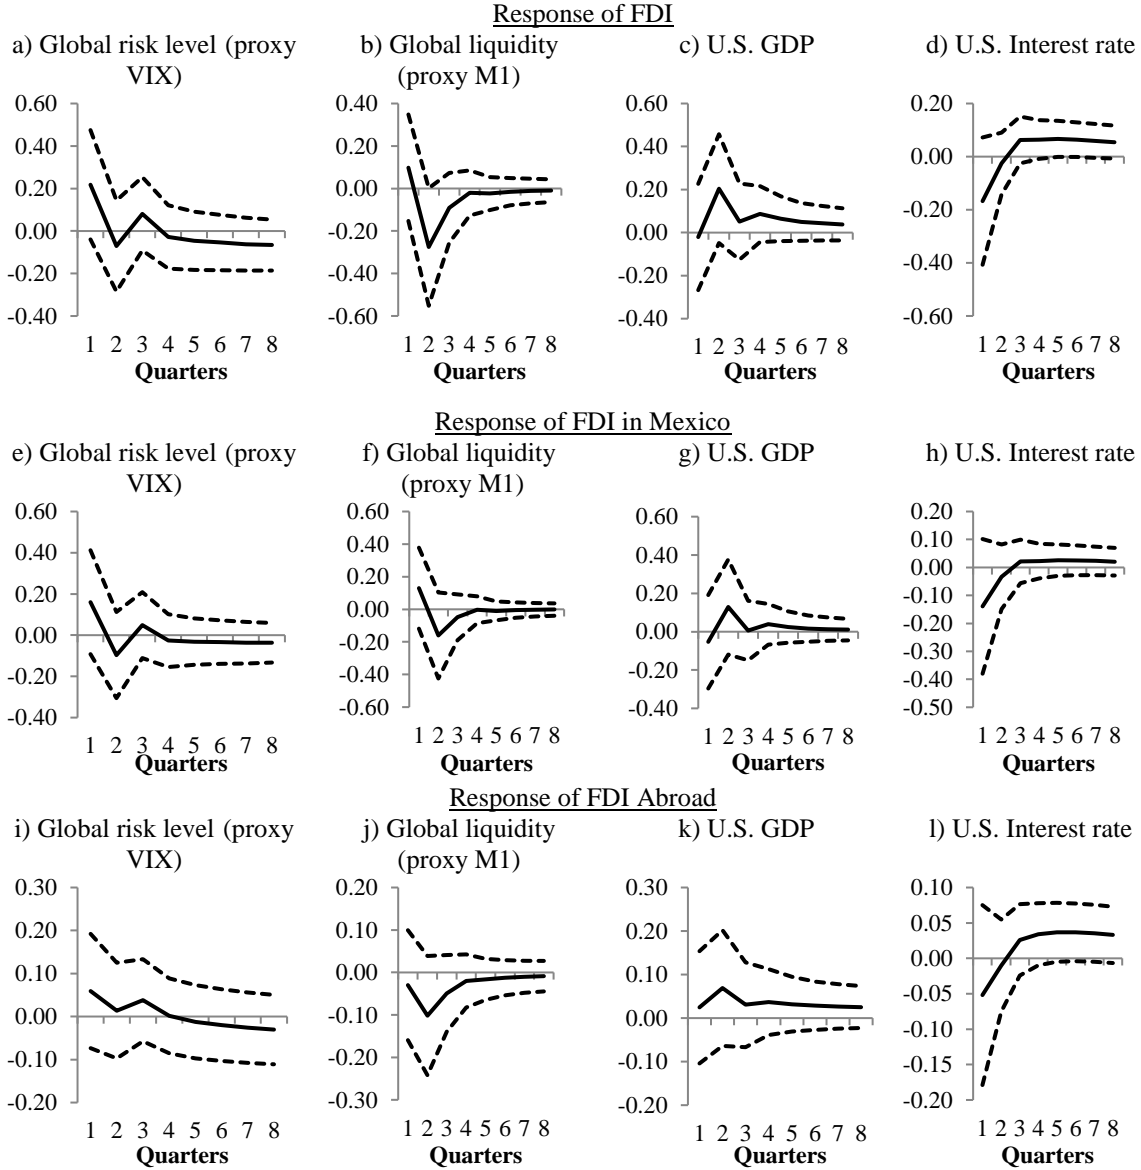 Response of FDI
a) Global risk level (proxy VIX)
b) Global liquidity (proxy M1)
c) U.S. GDP
d) U.S. Interest rate
0.60
0.40
0.20
0.00
-0.20
-0.40
1 2 3 4 5 6 7 8
Quarters
0.40
0.20
0.00
-0.20
-0.40
-0.60
1 2 3 4 5 6 7 8
Quarters
0.60
0.40
0.20
0.00
-0.20
-0.40
1 2 3 4 5 6 7 8
Quarters
0.20
0.00
-0.20
-0.40
-0.60
1 2 3 4 5 6 7 8
Quarters
Response of FDI in Mexico
e) Global risk level (proxy VIX)
f) Global liquidity (proxy M1)
g) U.S. GDP
h) U.S. Interest rate
0.60
0.40
0.20
0.00
-0.20
-0.40
1 2 3 4 5 6 7 8
Quarters
0.60
0.40
0.20
0.00
-0.20
-0.40
-0.60
1 2 3 4 5 6 7 8
Quarters
0.60
0.40
0.20
0.00
-0.20
-0.40
1 2 3 4 5 6 7 8
Quarters
0.20
0.10
0.00
-0.10
-0.20
-0.30
-0.40
-0.50
1 2 3 4 5 6 7 8
Quarters
Response of FDI Abroad
i) Global risk level (proxy VIX)
j) Global liquidity (proxy M1)
k) U.S. GDP
l) U.S. Interest rate
0.30
0.20
0.10
0.00
-0.10
-0.20
1 2 3 4 5 6 7 8
Quarters
0.20
0.10
0.00
-0.10
-0.20
-0.30
1 2 3 4 5 6 7 8
Quarters
0.30
0.20
0.10
0.00
-0.10
-0.20
1 2 3 4 5 6 7 8
Quarters
0.10
0.05
0.00
-0.05
-0.10
-0.15
-0.20
1 2 3 4 5 6 7 8
Quarters